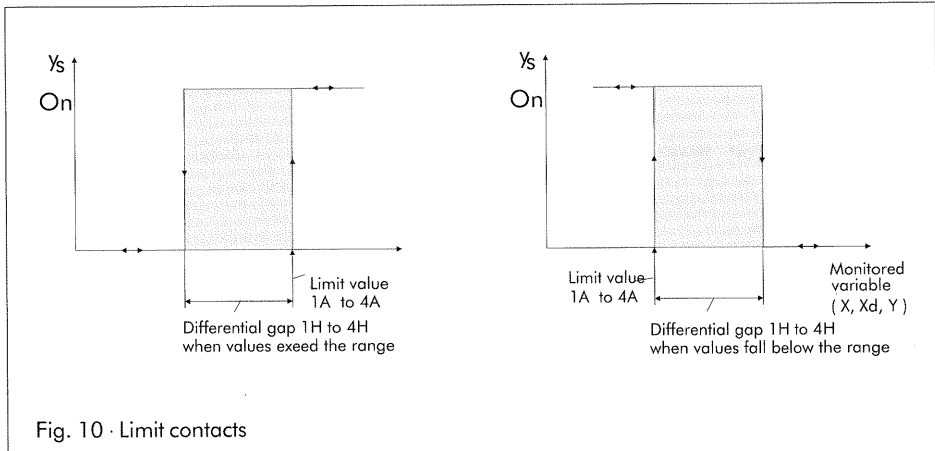 Ys
On
Limit value
1A to 4A
Differential gap 1H to 4H
when values exeed the range
Ys
On
Limit value
1A to 4A
Monitored
variable
( X, Xd, Y )
Differential gap 1H to 4H
when values fall below the range
Fig. 10 · Limit contacts